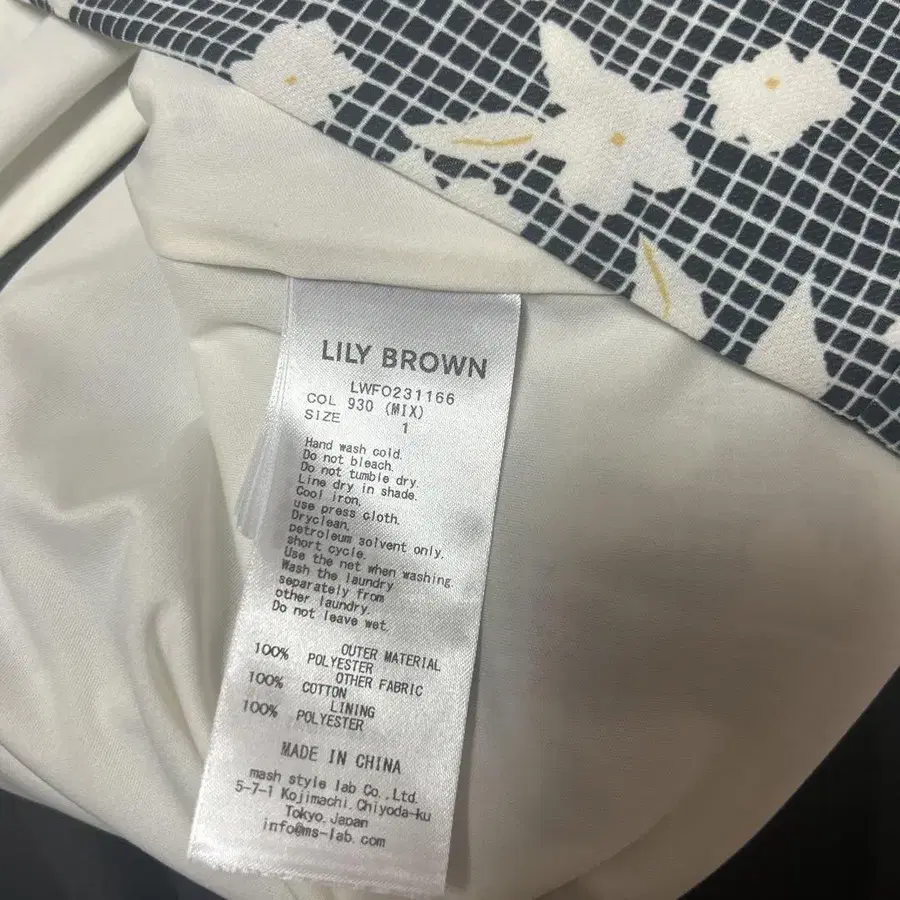 LILY BROWN
LWFO231166
COL 930 (MIX)
SIZE 1
Hand wash cold.
Do not bleach.
Do not tumble dry.
Line dry in shade.
Cool iron,
use press cloth.
Dryclean,
petroleum solvent only,
short cycle.
Use the net when washing
Wash the laundry
separately from
other laundry.
Do not leave wet.
OUTER MATERIAL
100% POLYESTER
OTHER FABRIC
100% COTTON
LINING
100% POLYESTER
MADE IN CHINA
mash style lab Co.,Ltd.
5-7-1 Kojimachi,Chiyoda-ku
Tokyo,Japan
info@ms-lab.com